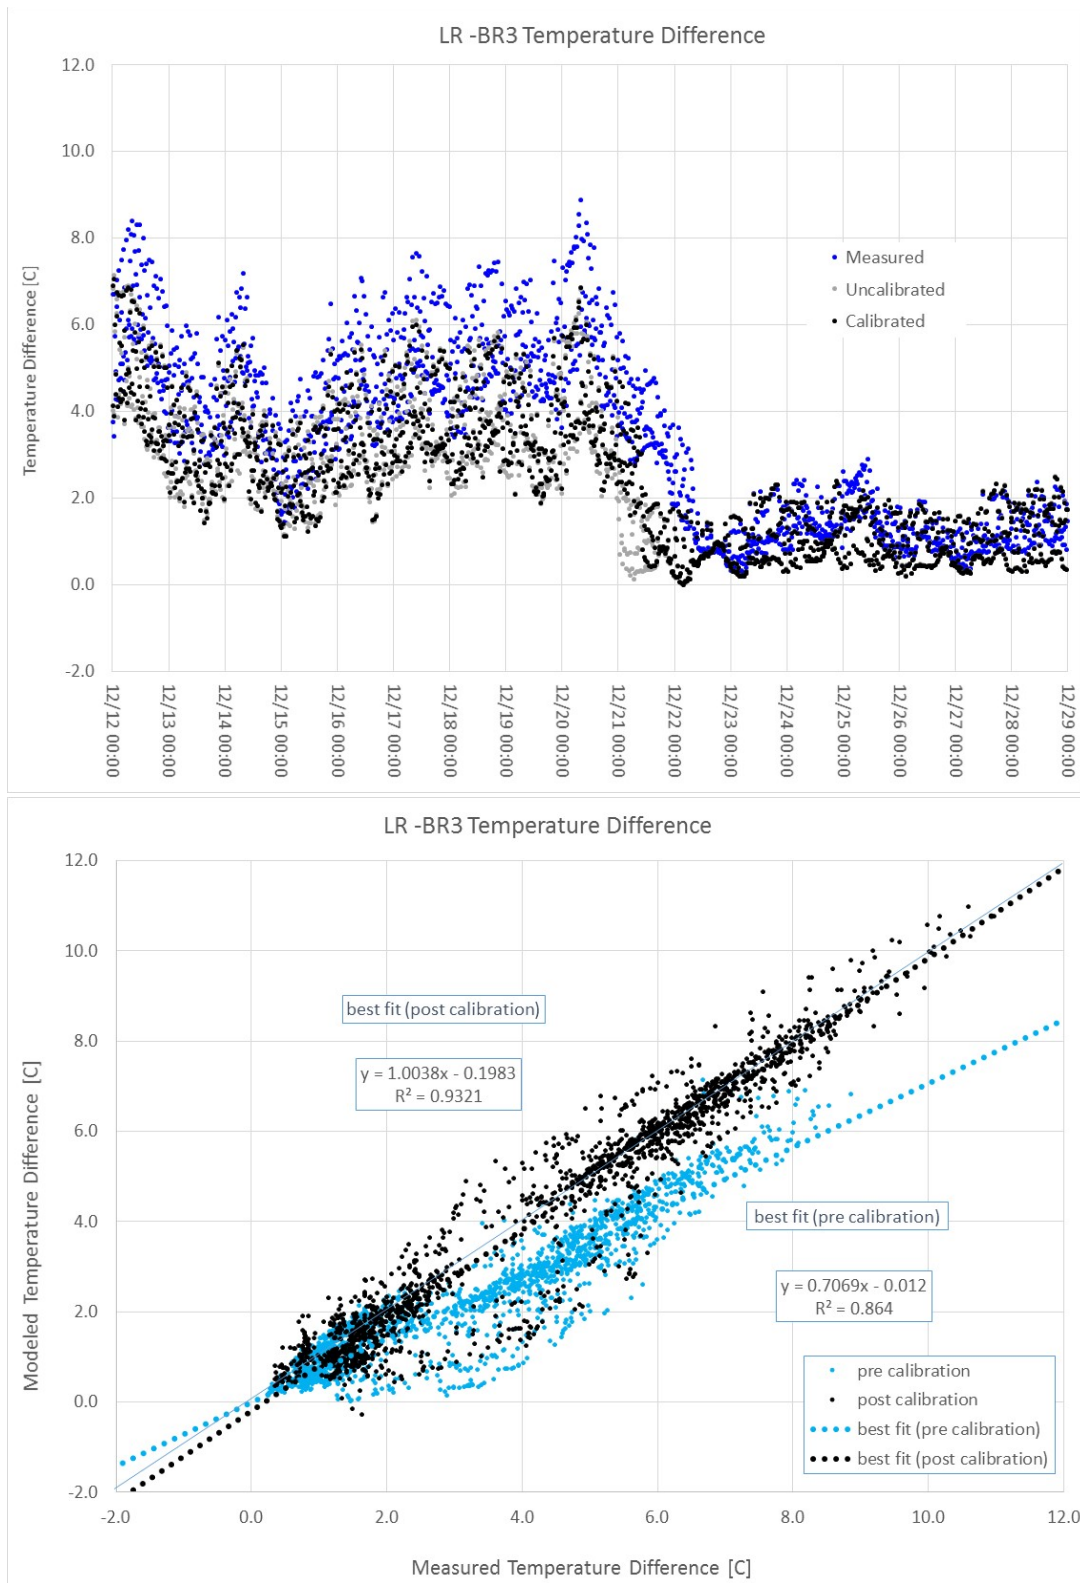 LR -BR3 Temperature Difference
12.0
10.0
8.0
6.0
4.0
2.0
0.0
-2.0
Temperature Difference [C]
Measured
Uncalibrated
Calibrated
12/12 00:00
12/13 00:00
12/14 00:00
12/15 00:00
12/16 00:00
12/17 00:00
12/18 00:00
12/19 00:00
12/20 00:00
12/21 00:00
12/22 00:00
12/23 00:00
12/24 00:00
12/25 00:00
12/26 00:00
12/27 00:00
12/28 00:00
12/29 00:00
LR -BR3 Temperature Difference
12.0
10.0
8.0
6.0
4.0
2.0
0.0
-2.0
Modeled Temperature Difference [C]
best fit (post calibration)
y = 1.0038x - 0.1983
R² = 0.9321
best fit (pre calibration)
y = 0.7069x - 0.012
R² = 0.864
pre calibration
post calibration
best fit (pre calibration)
best fit (post calibration)
-2.0
0.0
2.0
4.0
6.0
8.0
10.0
12.0
Measured Temperature Difference [C]